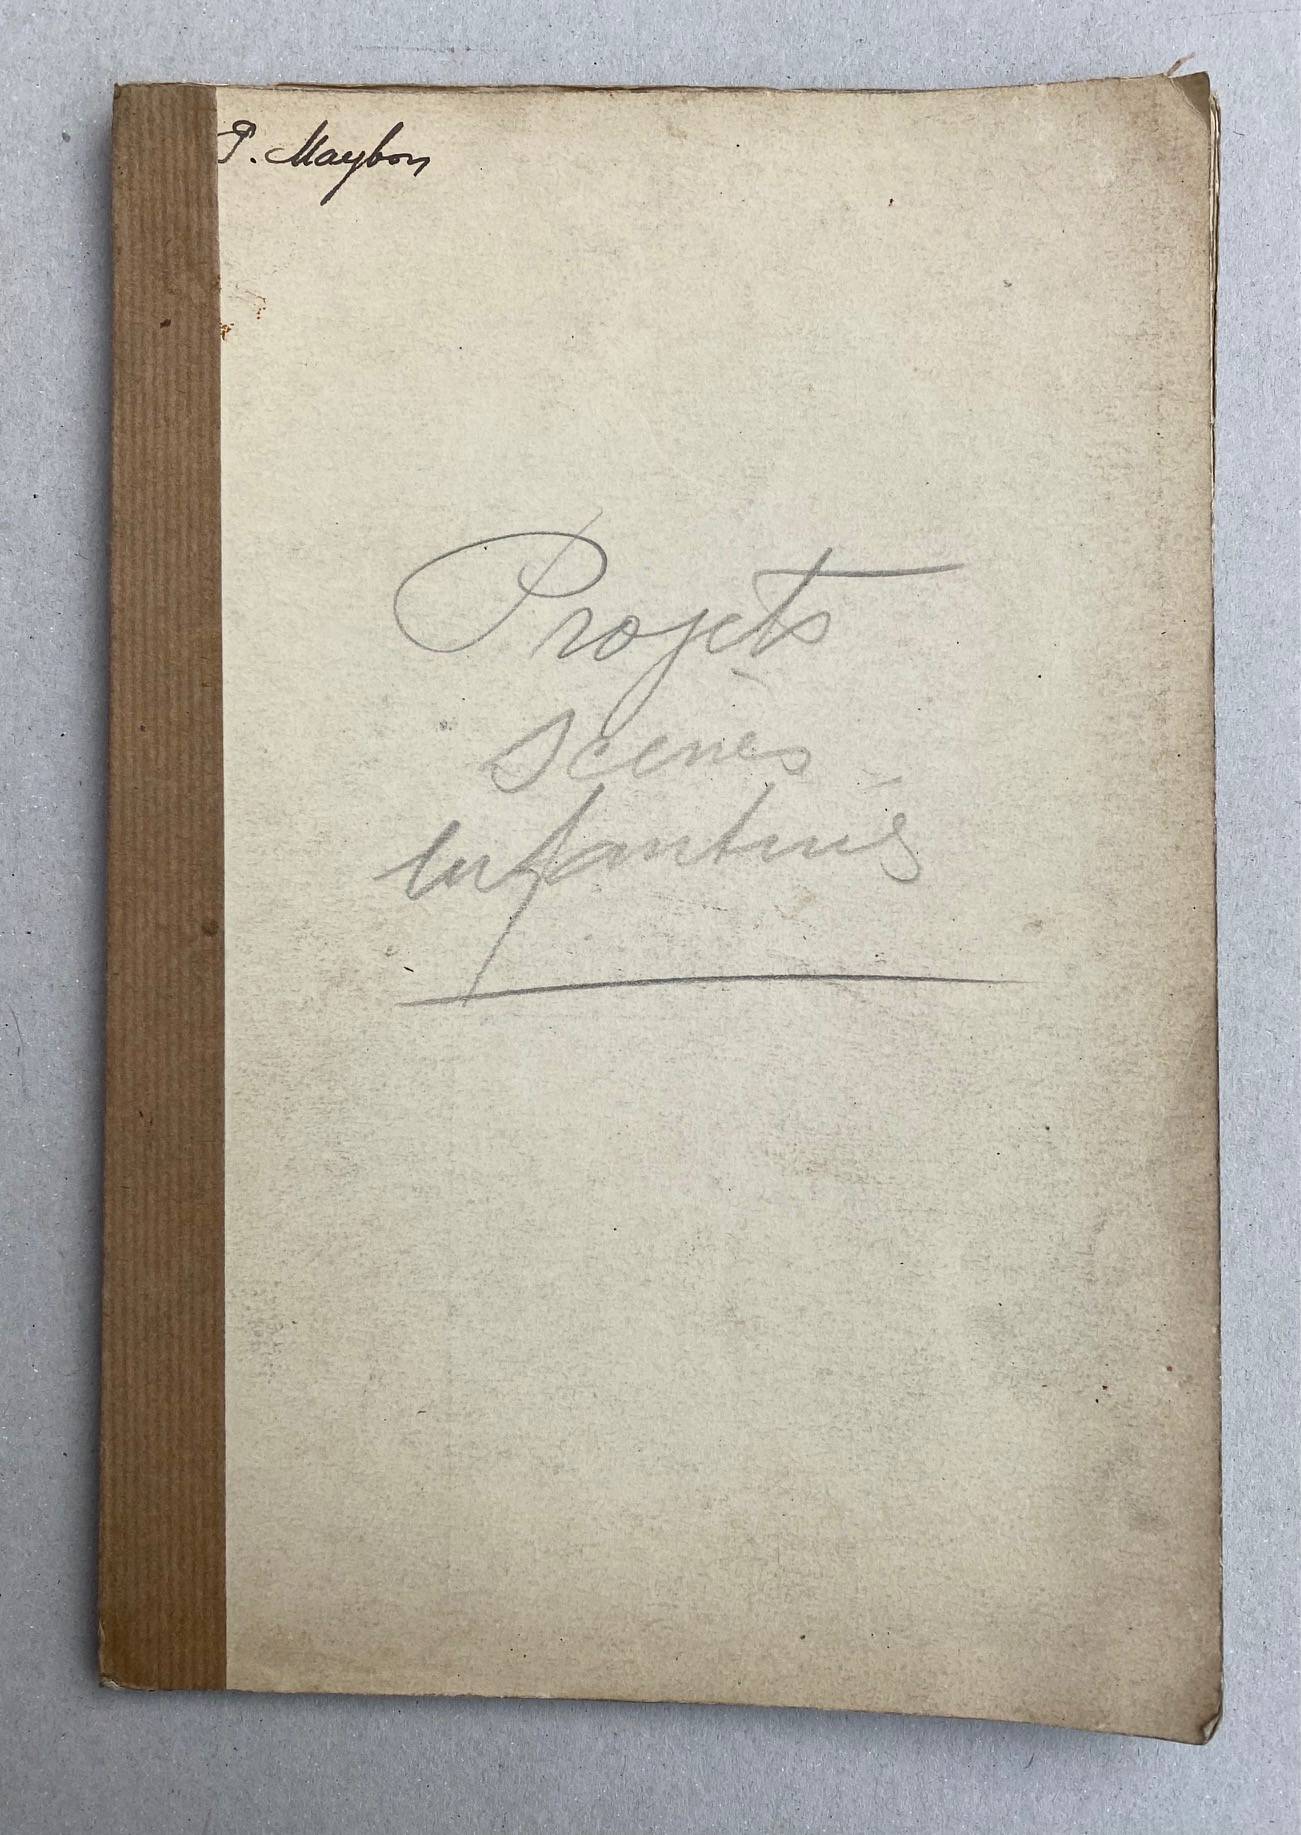 P. Maybon
Projets
Scènes
Enfantines